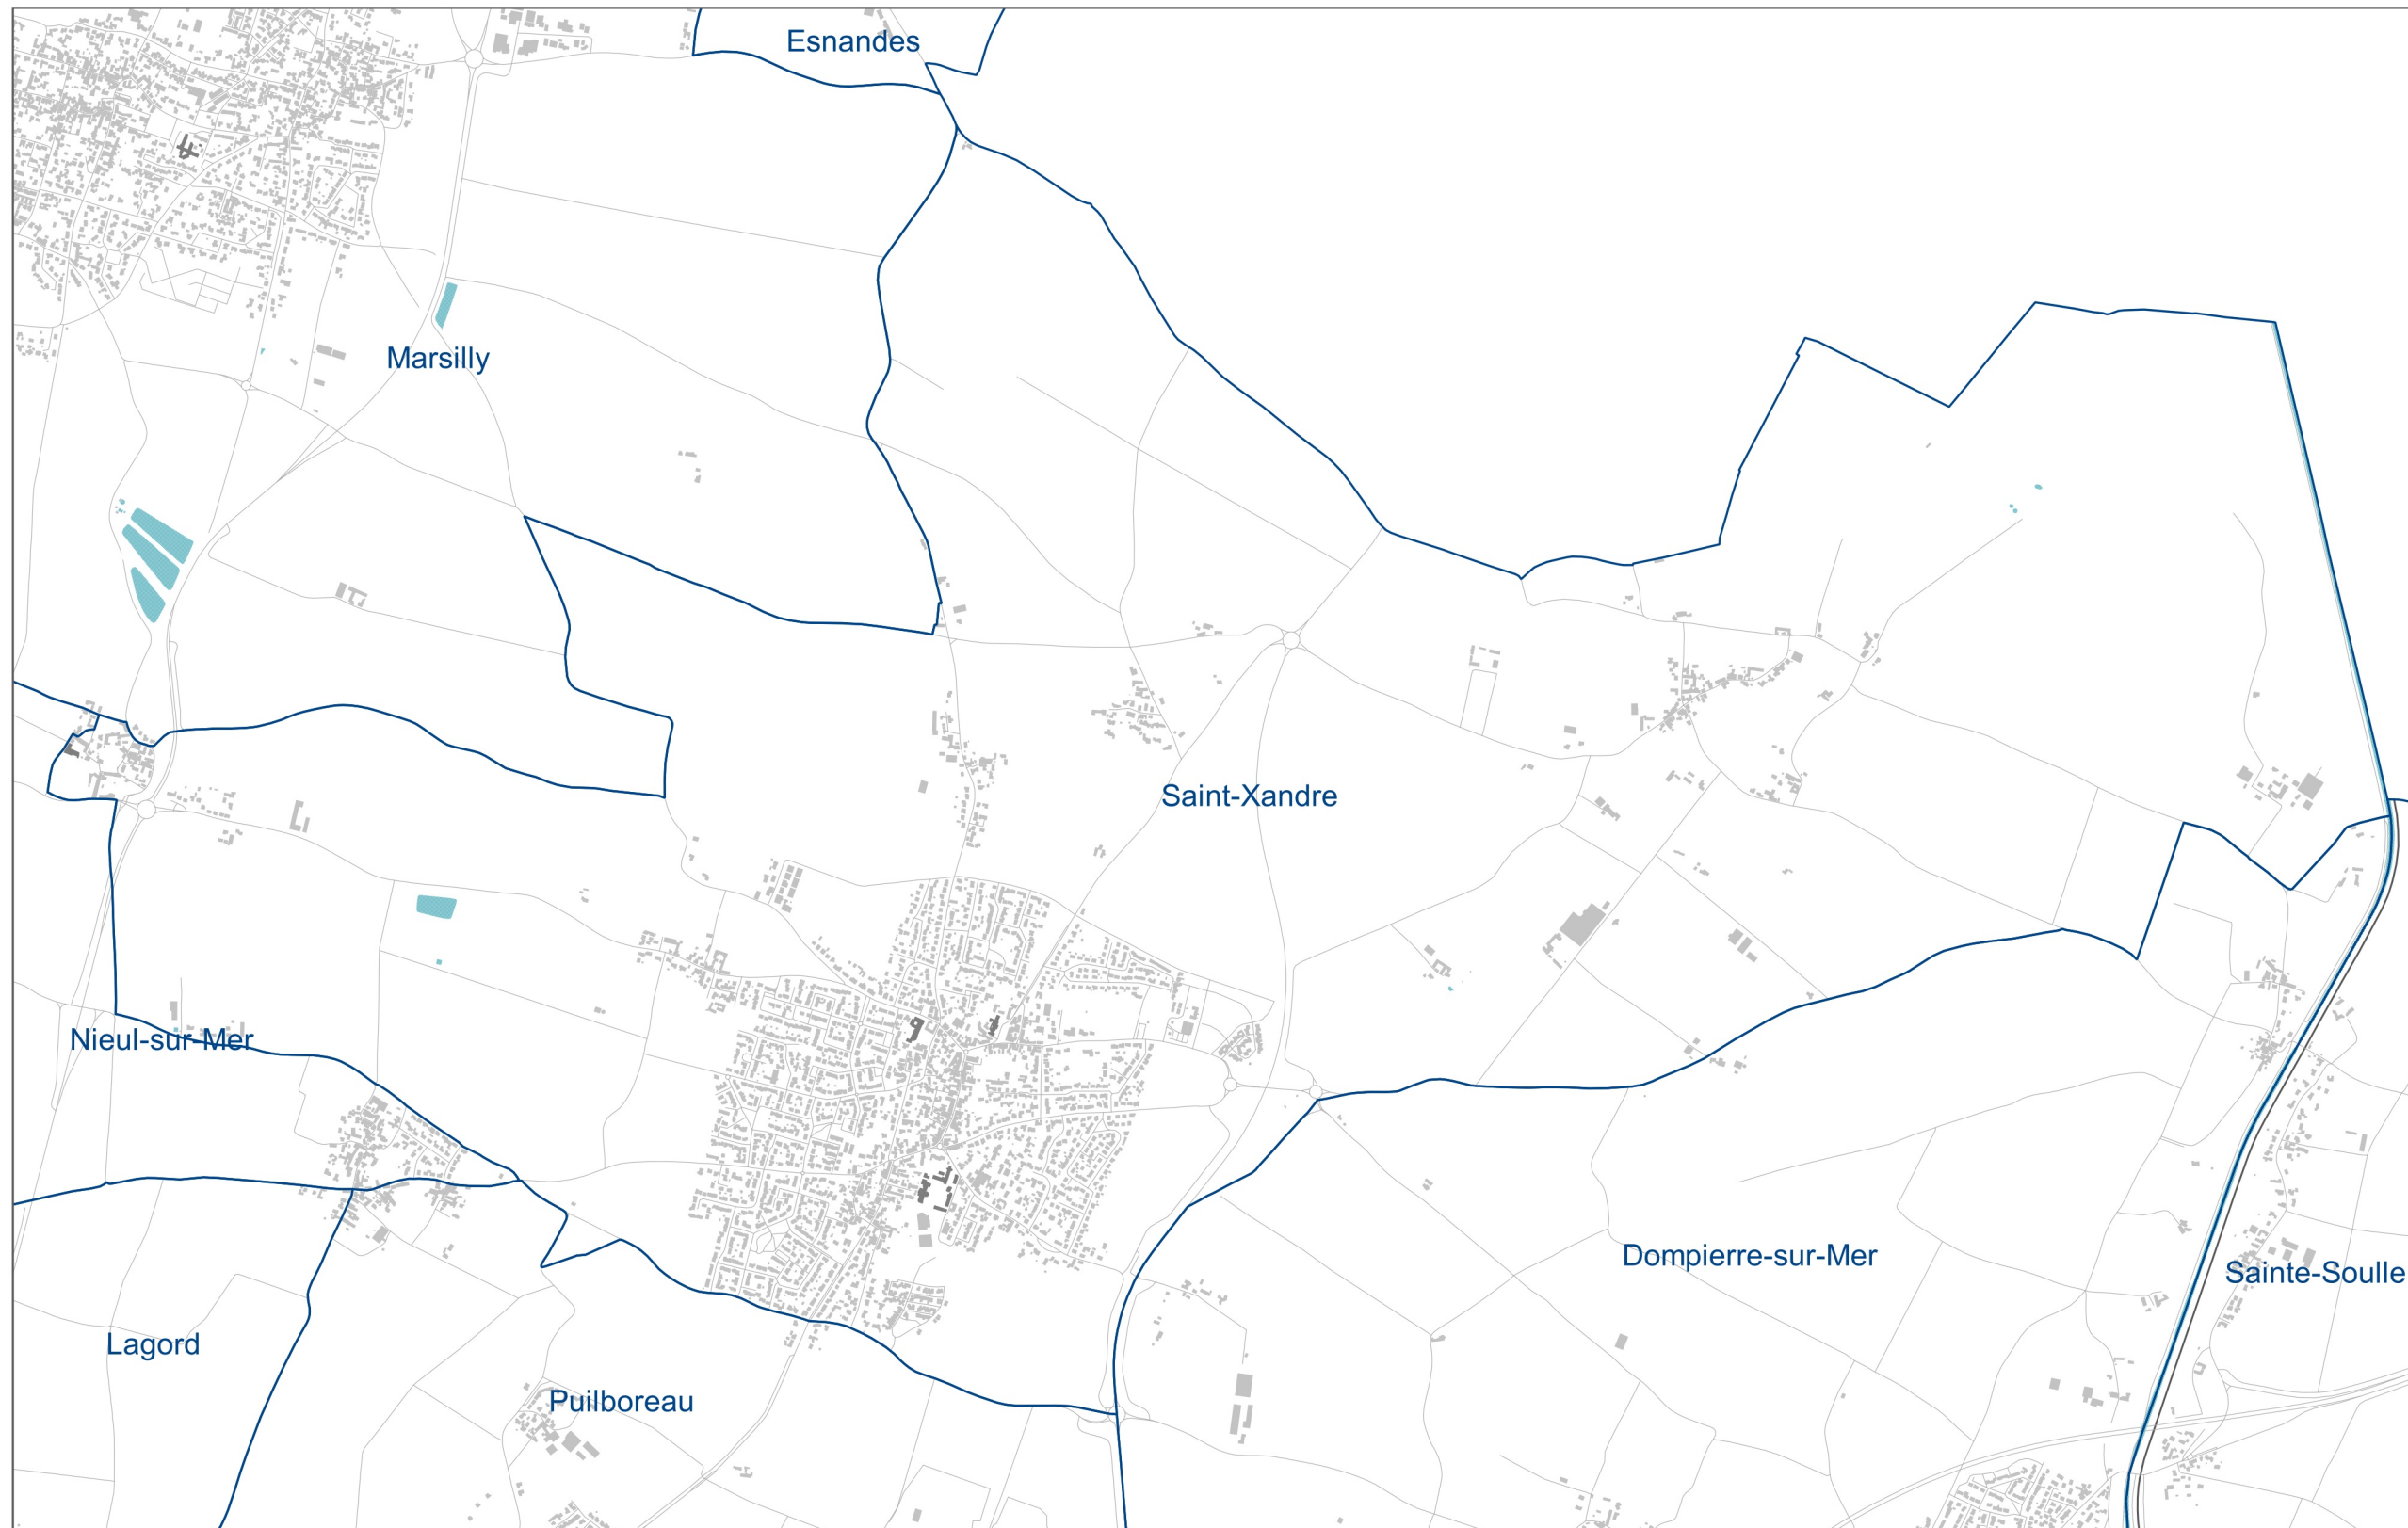 Esnandes
Marsilly
Saint-Xandre
Nieul-sur-Mer
Dompierre-sur-Mer
Sainte-Soulle
Lagord
Puilboreau